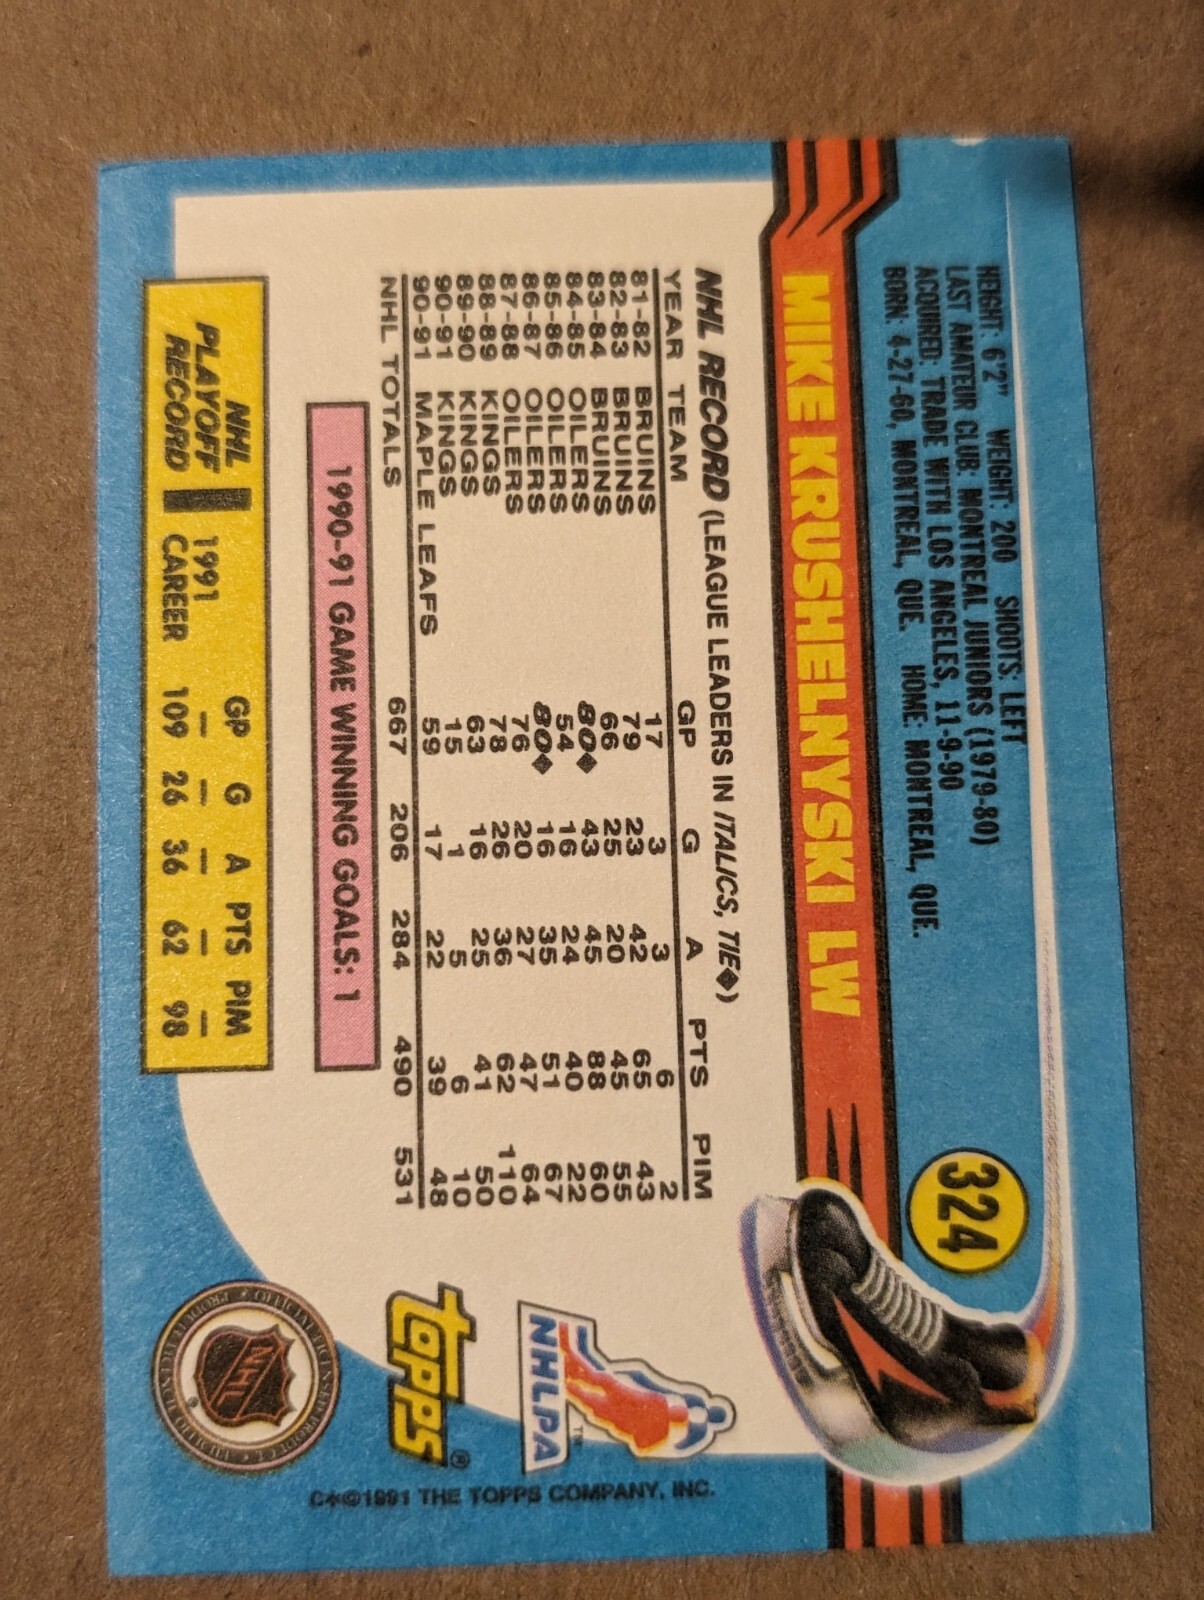 324
HEIGHT: 6'2" WEIGHT: 200 SHOOTS: LEFT
LAST AMATEUR CLUB: MONTREAL JUNIORS (1979-80)
ACQUIRED: TRADE WITH LOS ANGELES, 11-9-90
BORN: 4-27-60, MONTREAL, QUE. HOME: MONTREAL, QUE.
MIKE KRUSHELNYSKI LW
NHL RECORD (LEAGUE LEADERS IN ITALICS, TIE◆)
YEAR TEAM GP G A PTS PIM
81-82 BRUINS 17 3 3 6 2
82-83 BRUINS 79 23 42 65 43
83-84 BRUINS 66 25 20 45 55
84-85 OILERS 80◆ 43 45 88 60
85-86 OILERS 54 16 24 40 22
86-87 OILERS 80◆ 16 35 51 67
87-88 OILERS 76 20 27 47 64
88-89 KINGS 78 26 36 62 110
89-90 KINGS 63 16 25 41 50
90-91 KINGS 15 1 5 6 10
90-91 MAPLE LEAFS 59 17 22 39 48
NHL TOTALS 667 206 284 490 531
1990-91 GAME WINNING GOALS: 1
NHL PLAYOFF RECORD
GP G A PTS PIM
1991 — — — — —
CAREER 109 26 36 62 98
NHLPA™
TOPPS®
NHL®
C*©1991 THE TOPPS COMPANY, INC.